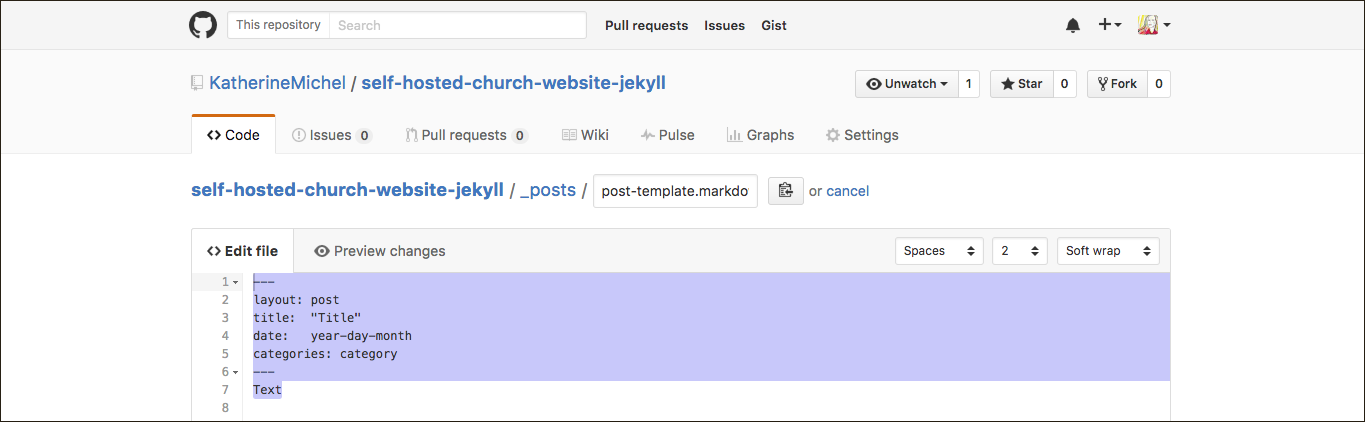 This repository Search Pull requests Issues Gist
KatherineMichel / self-hosted-church-website-jekyll Unwatch 1 Star 0 Fork 0
Code Issues 0 Pull requests 0 Wiki Pulse Graphs Settings
self-hosted-church-website-jekyll / _posts / post-template.markdo or cancel
Edit file Preview changes Spaces 2 Soft wrap
1 ---
2 layout: post
3 title:  "Title"
4 date:   year-day-month
5 categories: category
6 ---
7 Text
8